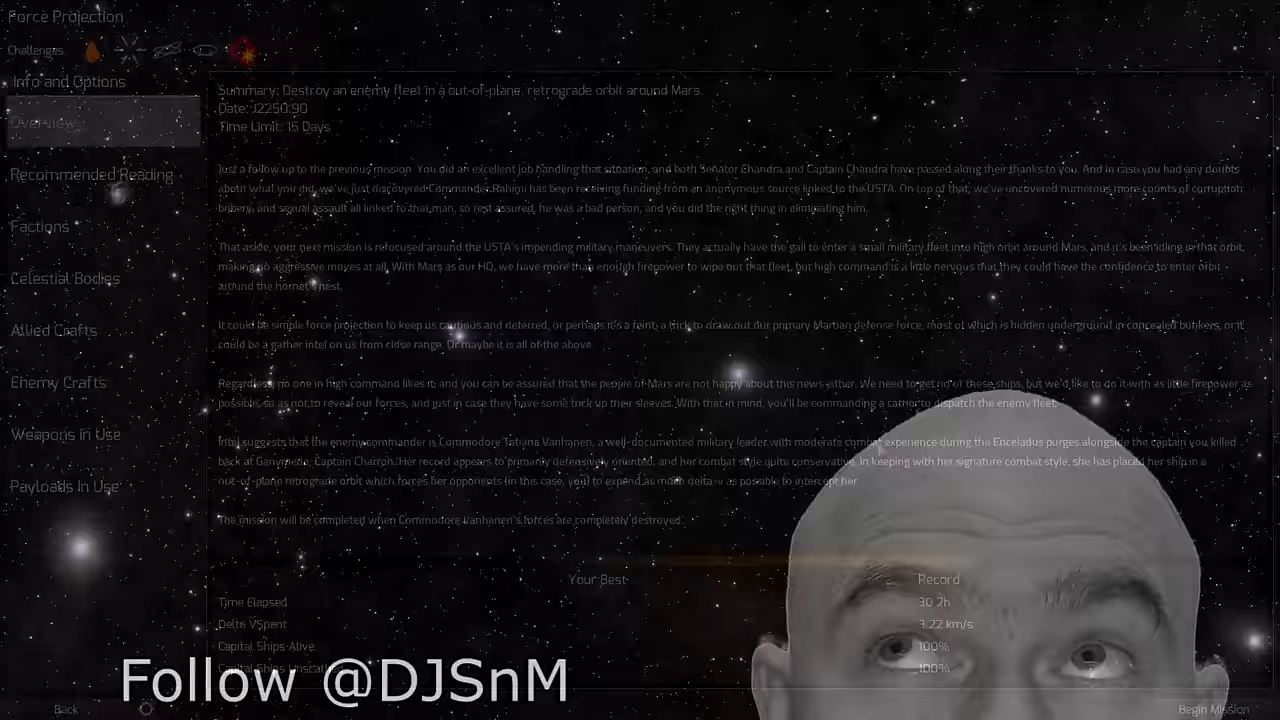 Force Projection
Challenges
Info and Options
Overview
Recommended Reading
Factions
Celestial Bodies
Allied Crafts
Enemy Crafts
Weapons In Use
Payloads In Use
Summary: Destroy an enemy fleet in a out-of-plane, retrograde orbit around Mars.
Date: J2250.90
Time Limit: 15 Days
Just a follow up to the previous mission. You did an excellent job handling that situation, and both Senator Chandra and Captain Chandra have passed along their thanks to you. And in case you had any doubts
about what you did, we've just discovered Commander Rahimi has been receiving funding from an anonymous source linked to the USTA. On top of that, we've uncovered numerous more counts of corruption
bribery, and sexual assault all linked to that man, so rest assured, he was a bad person, and you did the right thing in eliminating him.
That aside, your next mission is refocused around the USTA's impending military maneuvers. They actually have the gall to enter a small military fleet into high orbit around Mars, and it's been idling in that orbit,
making no aggressive moves at all. With Mars as our HQ, we have more than enough firepower to wipe out that fleet, but high command is a little nervous that they could have the confidence to enter orbit
around the hornet's nest.
It could be simple force projection to keep us cautious and deterred, or perhaps it's a feint, a trick to draw out our primary Martian defense force, most of which is hidden underground in concealed bunkers, or it
could be a gather intel on us from close range. Or maybe it is all of the above.
Regardless, no one in high command likes it, and you can be assured that the people of Mars are not happy about this news either. We need to get rid of these ships, but we'd like to do it with as little firepower as
possible, so as not to reveal our forces, and just in case they have some trick up their sleeves. With that in mind, you'll be commanding a carrier to dispatch the enemy fleet.
Intel suggests that the enemy commander is Commodore Tatiana Vanhanen, a well-documented military leader with moderate combat experience during the Enceladus purges alongside the captain you killed
back at Ganymede, Captain Charron. Her record appears to primarily defensively oriented, and her combat style quite conservative. In keeping with her signature combat style, she has placed her ship in a
out-of-plane retrograde orbit which forces her opponents (in this case, you) to expend as much delta-v as possible to intercept her.
The mission will be completed when Commodore Vanhanen's forces are completely destroyed.
Your Best Record
Time Elapsed 3D 2h
Delta V Spent 7.22 km/s
Capital Ships Alive 100%
Capital Ships Unscathed 100%
Follow @DJSnM
Back
Begin Mission